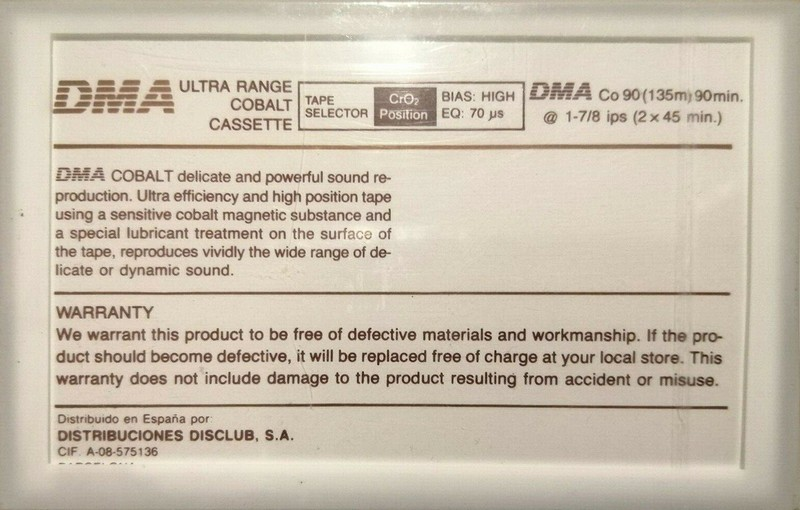 DMA ULTRA RANGE
COBALT
CASSETTE
TAPE
SELECTOR
CrO₂
Position
BIAS: HIGH
EQ: 70 µs
DMA Co 90 (135m) 90min.
@ 1-7/8 ips (2 x 45 min.)
DMA COBALT delicate and powerful sound re-
production. Ultra efficiency and high position tape
using a sensitive cobalt magnetic substance and
a special lubricant treatment on the surface of
the tape, reproduces vividly the wide range of de-
licate or dynamic sound.
WARRANTY
We warrant this product to be free of defective materials and workmanship. If the pro-
duct should become defective, it will be replaced free of charge at your local store. This
warranty does not include damage to the product resulting from accident or misuse.
Distribuido en España por:
DISTRIBUCIONES DISCLUB, S.A.
CIF. A-08-575136